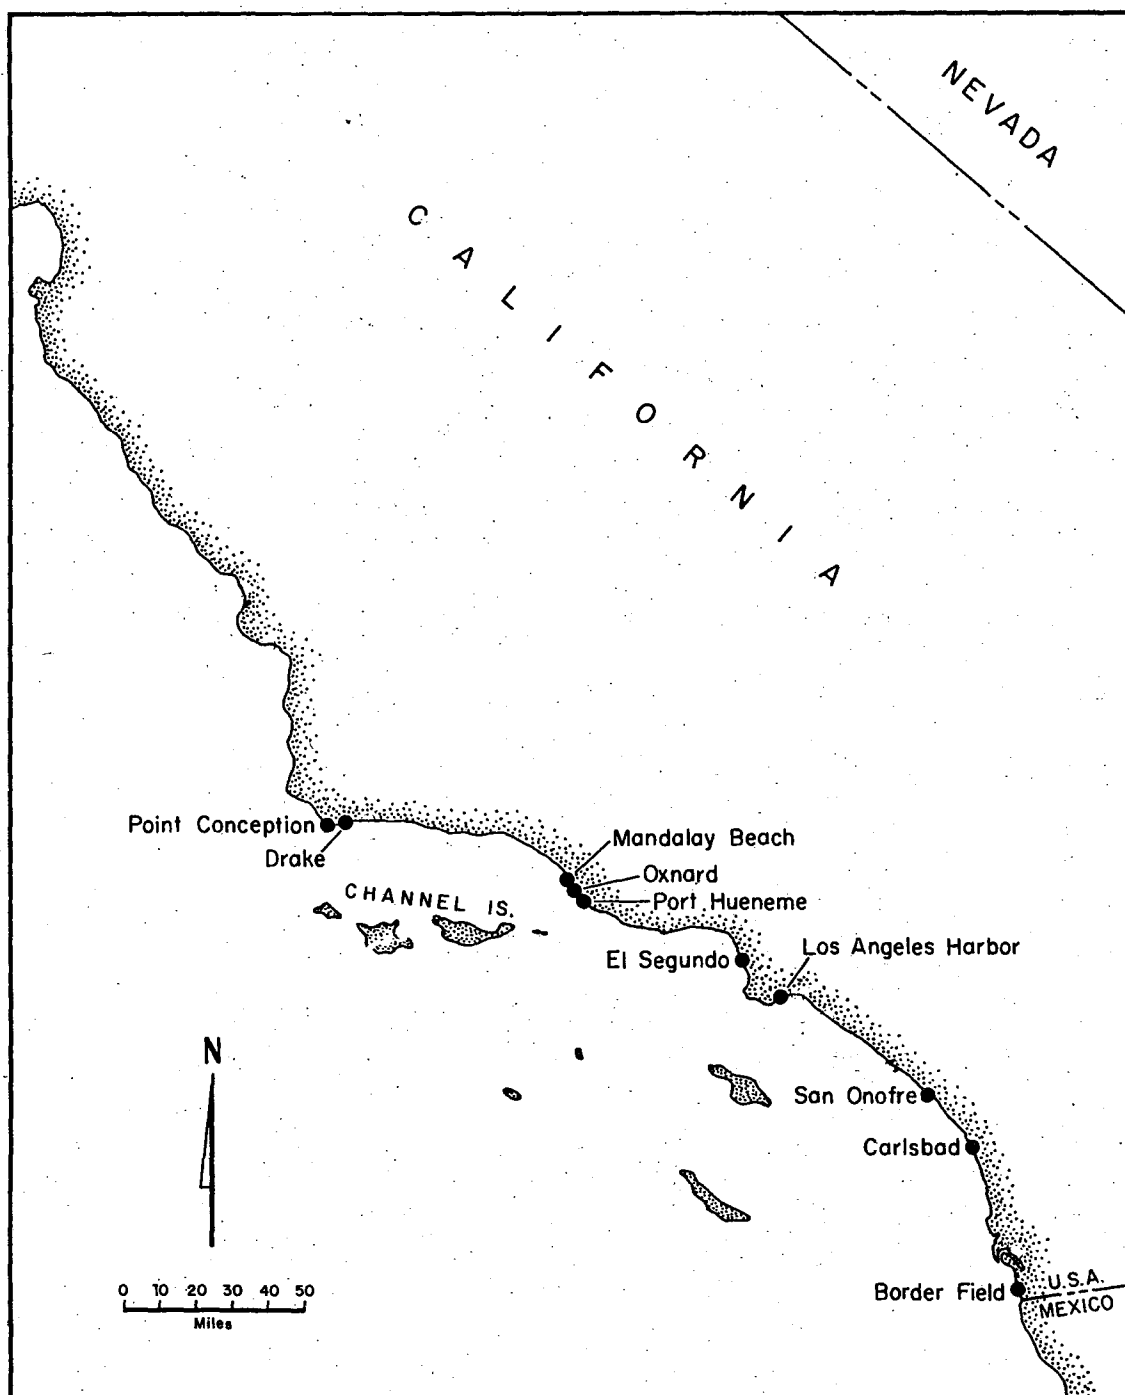 NEVADA
CALIFORNIA
Point Conception
Drake
Mandalay Beach
Oxnard
Port Hueneme
CHANNEL IS.
El Segundo
Los Angeles Harbor
N
San Onofre
Carlsbad
Border Field
U.S.A.
MEXICO
0 10 20 30 40 50
Miles